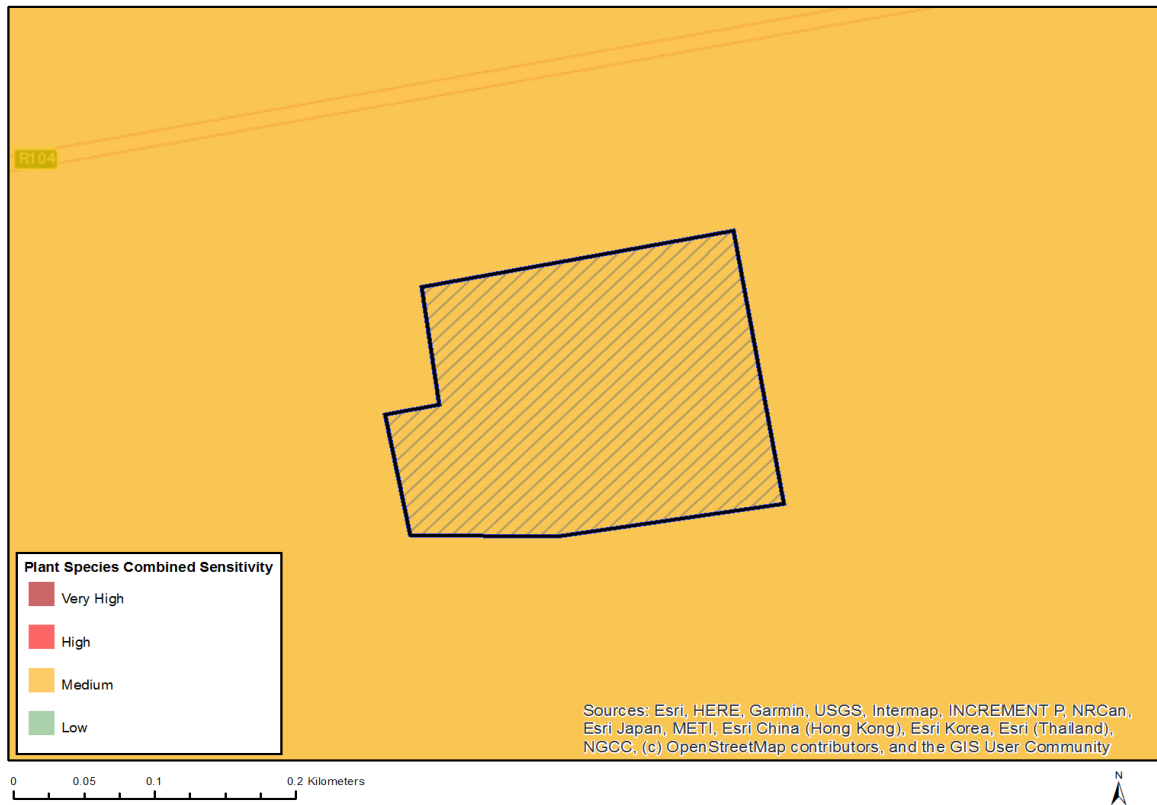 R104
Plant Species Combined Sensitivity
Very High
High
Medium
Low
Sources: Esri, HERE, Garmin, USGS, Intermap, INCREMENT P, NRCan,
Esri Japan, METI, Esri China (Hong Kong), Esri Korea, Esri (Thailand),
NGCC, (c) OpenStreetMap contributors, and the GIS User Community
0 0.05 0.1 0.2 Kilometers
N